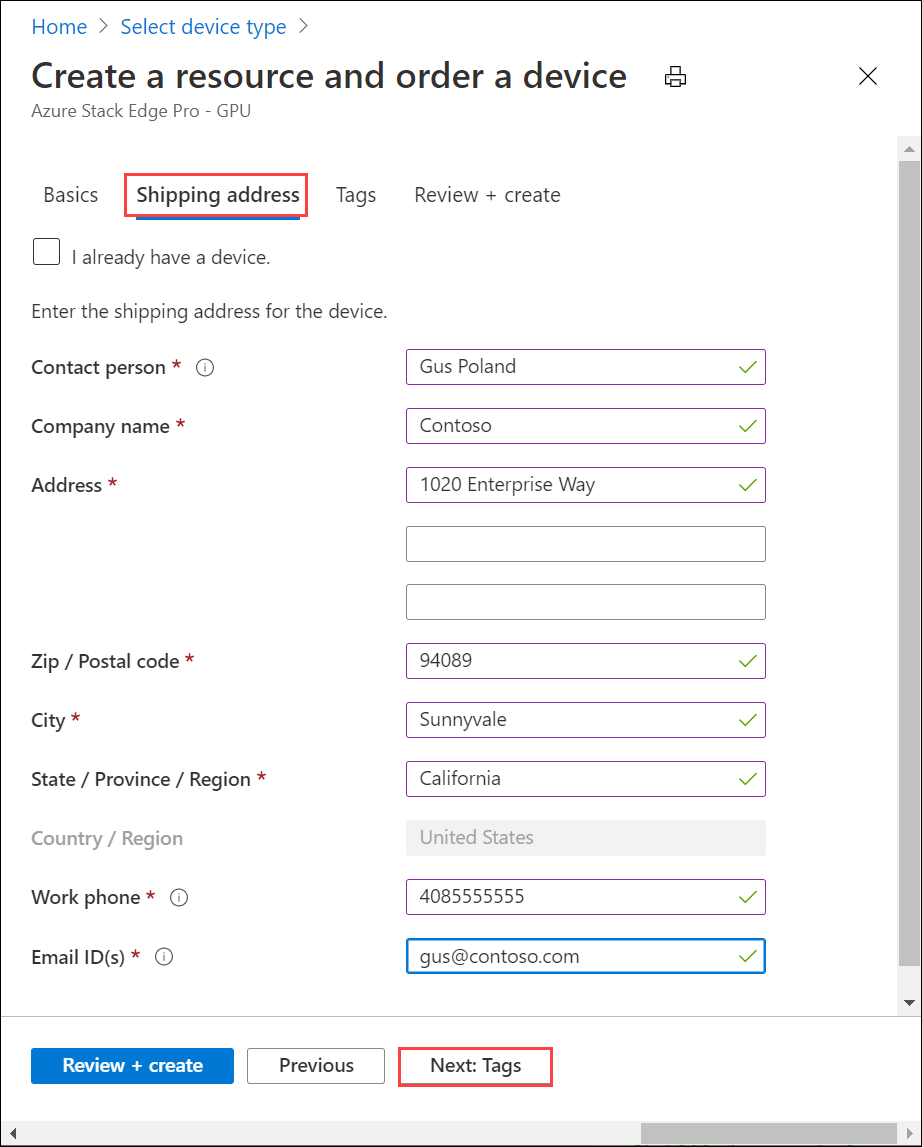 Home > Select device type >
Create a resource and order a device
Azure Stack Edge Pro - GPU
Basics Shipping address Tags Review + create
I already have a device.
Enter the shipping address for the device.
Contact person * Gus Poland
Company name * Contoso
Address * 1020 Enterprise Way
Zip / Postal code * 94089
City * Sunnyvale
State / Province / Region * California
Country / Region United States
Work phone * 4085555555
Email ID(s) * gus@contoso.com
Review + create Previous Next: Tags